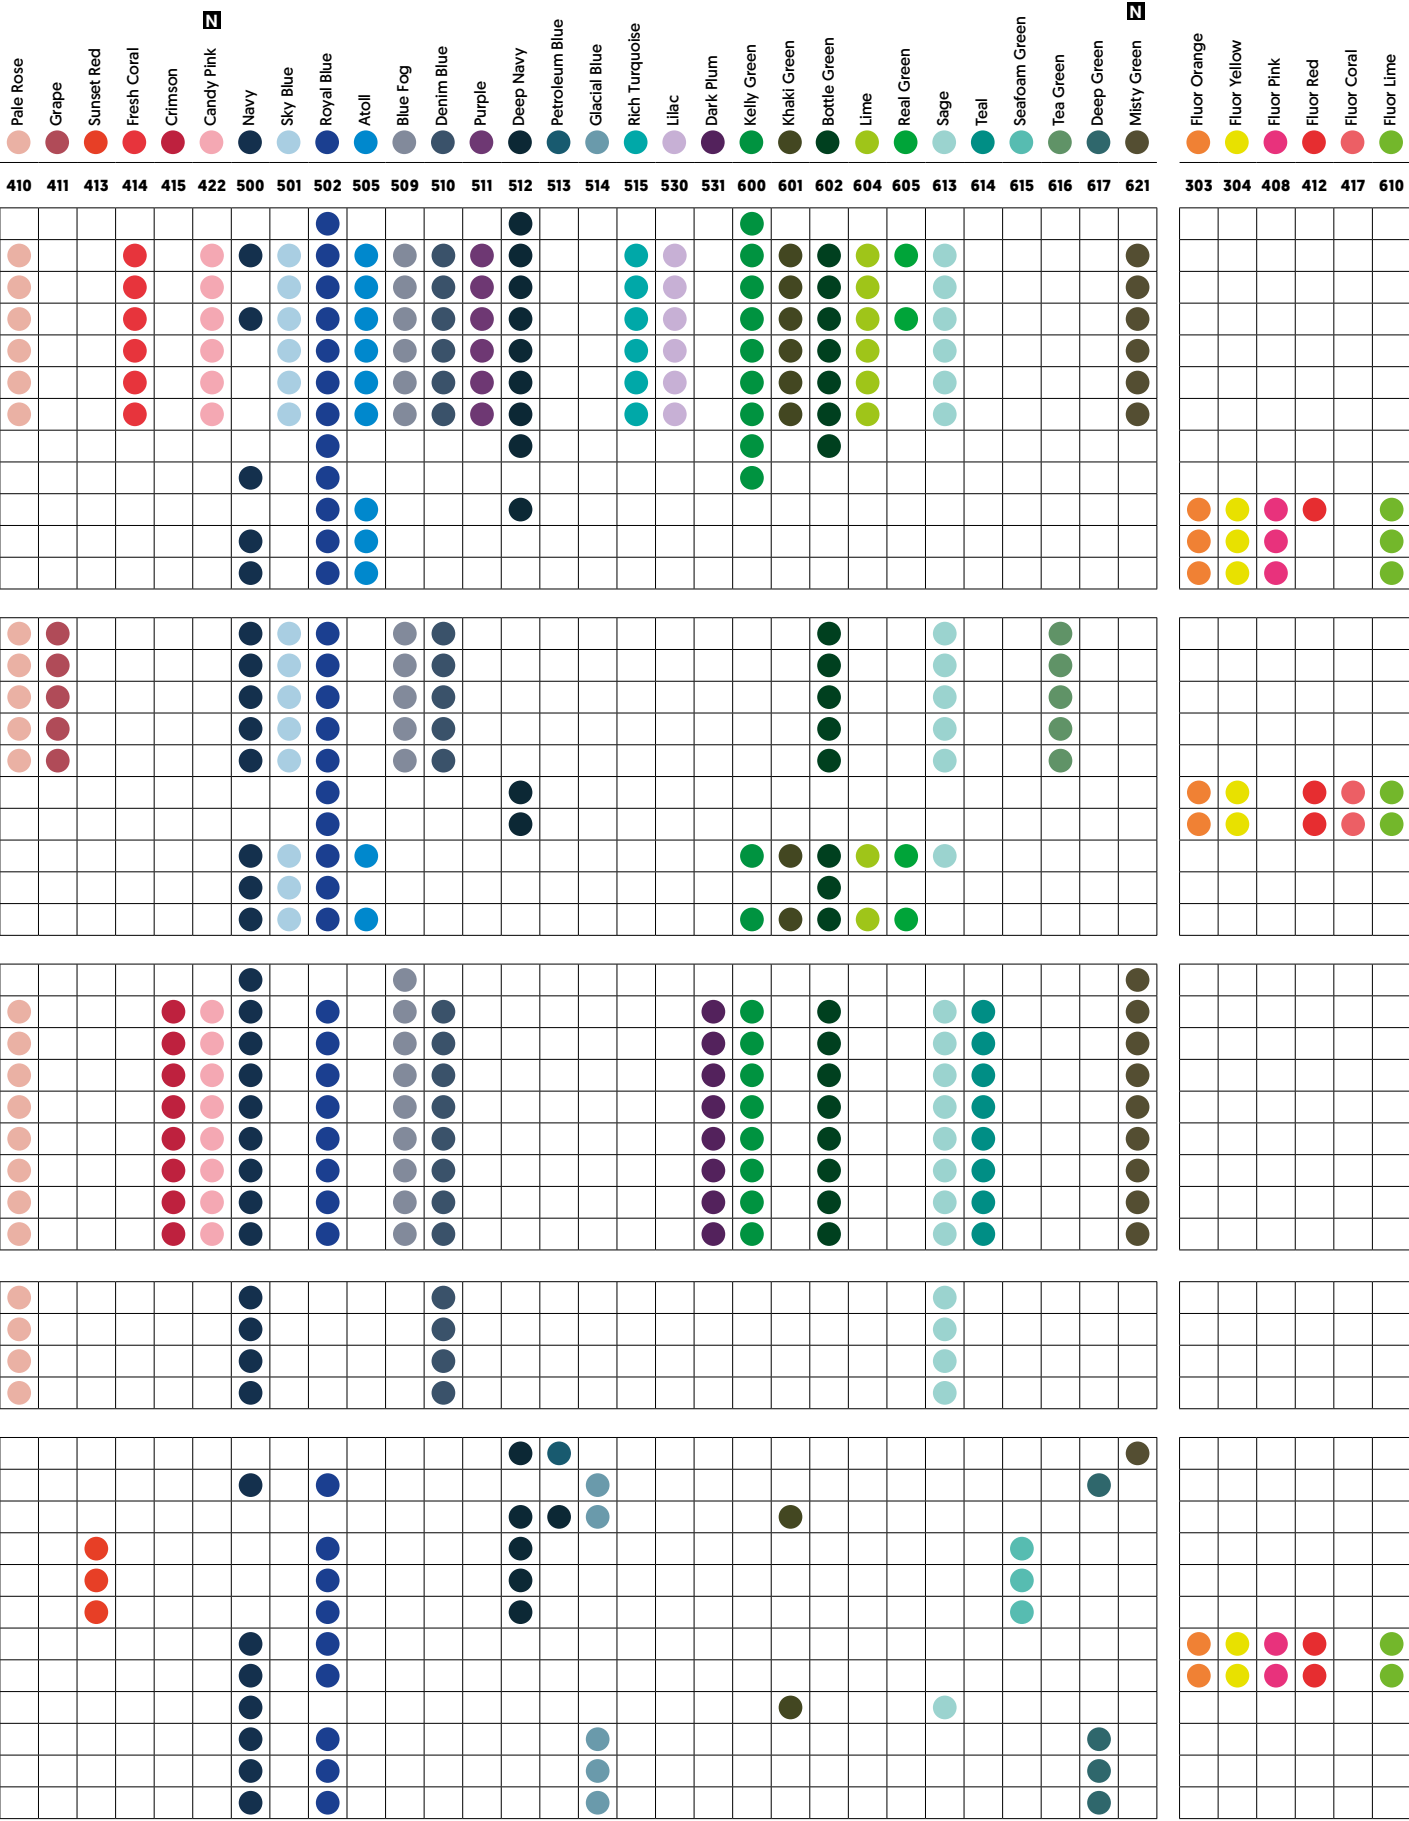 N N
Pale Rose Grape Sunset Red Fresh Coral Crimson Candy Pink Navy Sky Blue Royal Blue Atoll Blue Fog Denim Blue Purple Deep Navy Petroleum Blue Glacial Blue Rich Turquoise Lilac Dark Plum Kelly Green Khaki Green Bottle Green Lime Real Green Sage Teal Seafoam Green Tea Green Deep Green Misty Green Fluor Orange Fluor Yellow Fluor Pink Fluor Red Fluor Coral Fluor Lime
410 411 413 414 415 422 500 501 502 505 509 510 511 512 513 514 515 530 531 600 601 602 604 605 613 614 615 616 617 621 303 304 408 412 417 610